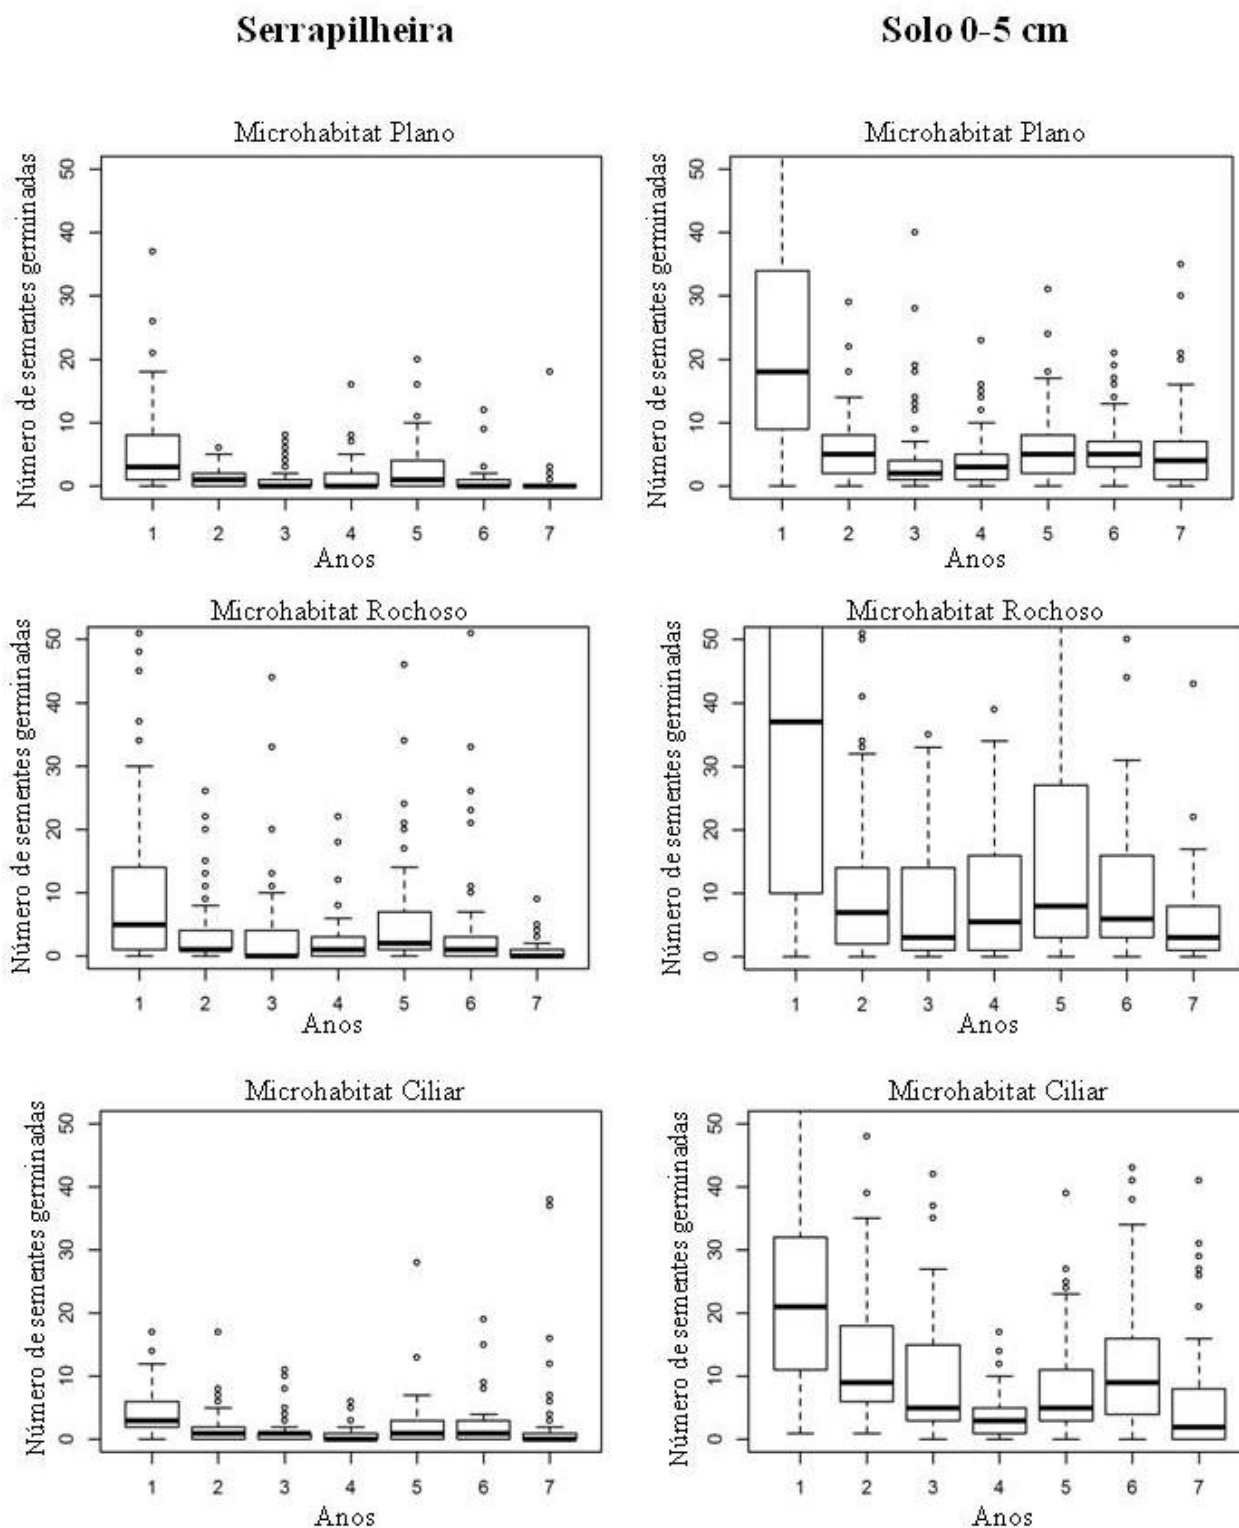 Serrapilheira
Solo 0-5 cm
Microhabitat Plano
Número de sementes germinadas
50
40
30
20
10
0
1 2 3 4 5 6 7
Anos
Microhabitat Plano
Número de sementes germinadas
50
40
30
20
10
0
1 2 3 4 5 6 7
Anos
Microhabitat Rochoso
Número de sementes germinadas
50
40
30
20
10
0
1 2 3 4 5 6 7
Anos
Microhabitat Rochoso
Número de sementes germinadas
50
40
30
20
10
0
1 2 3 4 5 6 7
Anos
Microhabitat Ciliar
Número de sementes germinadas
50
40
30
20
10
0
1 2 3 4 5 6 7
Anos
Microhabitat Ciliar
Número de sementes germinadas
50
40
30
20
10
0
1 2 3 4 5 6 7
Anos